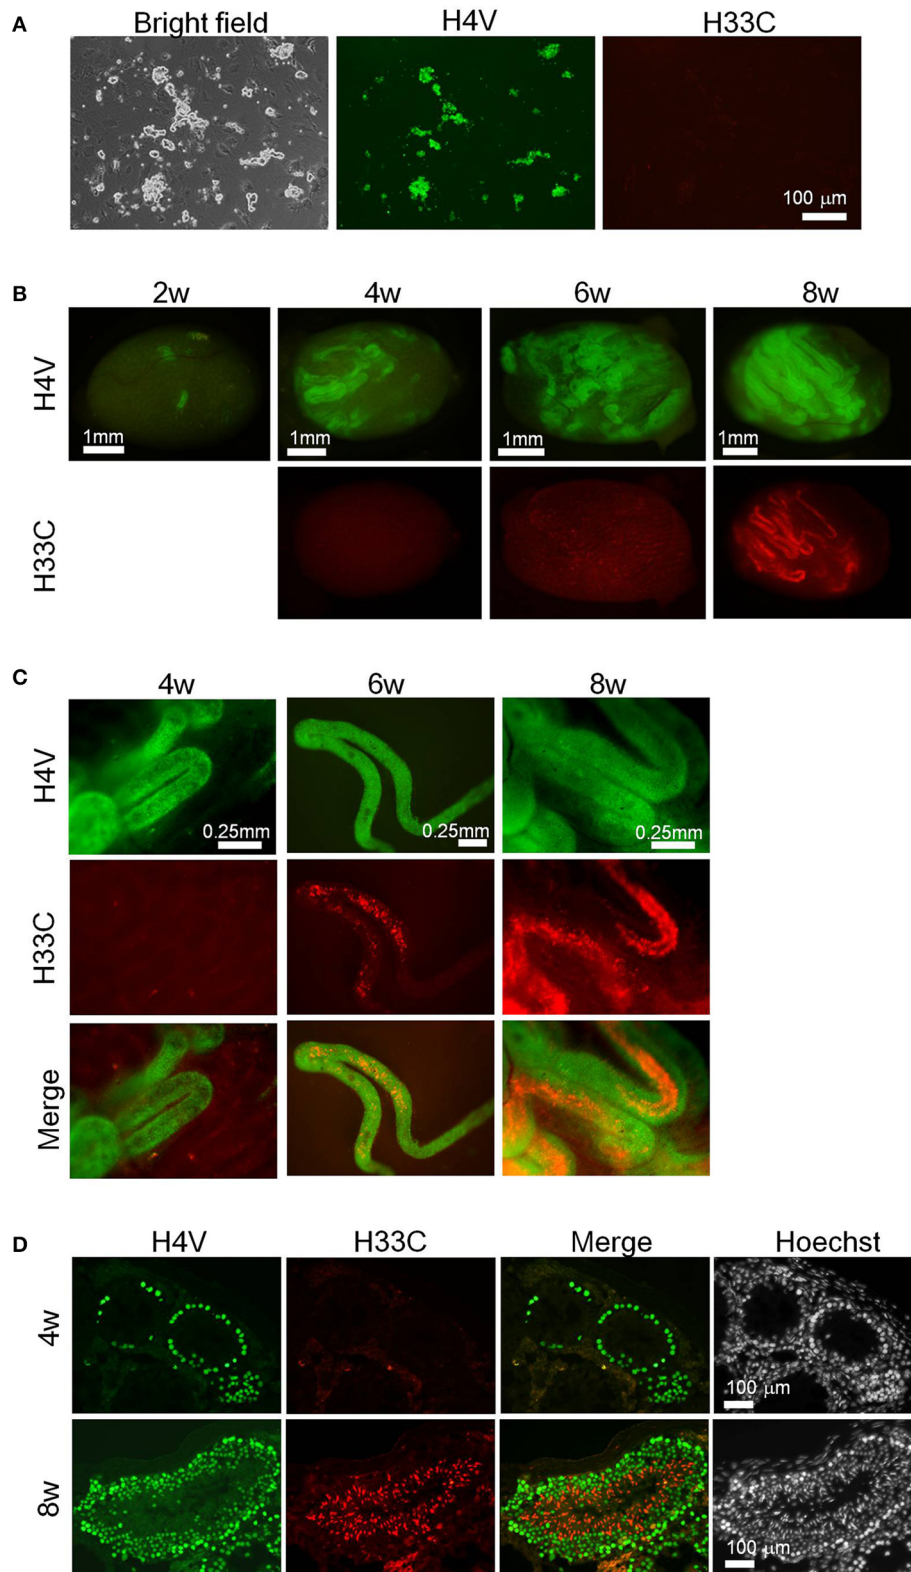 A
Bright field H4V H33C
100 μm
B
2w 4w 6w 8w
H4V
1mm 1mm 1mm 1mm
H33C
C
4w 6w 8w
H4V
0.25mm 0.25mm 0.25mm
H33C
Merge
D
H4V H33C Merge Hoechst
4w
100 μm
8w
100 μm